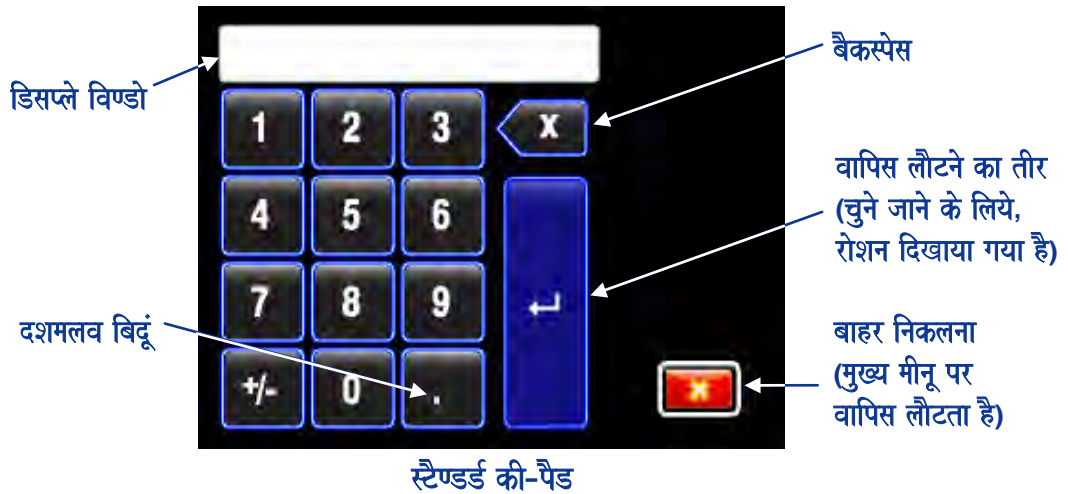 डिसप्ले विण्डो
बैकस्पेस
1 2 3 X
वापिस लौटने का तीर
(चुने जाने के लिये,
रोशन दिखाया गया है)
4 5 6
7 8 9
दशमलव बिदूं
बाहर निकलना
(मुख्य मीनू पर
वापिस लौटता है)
+/- 0 .
x
स्टैण्डर्ड की-पैड